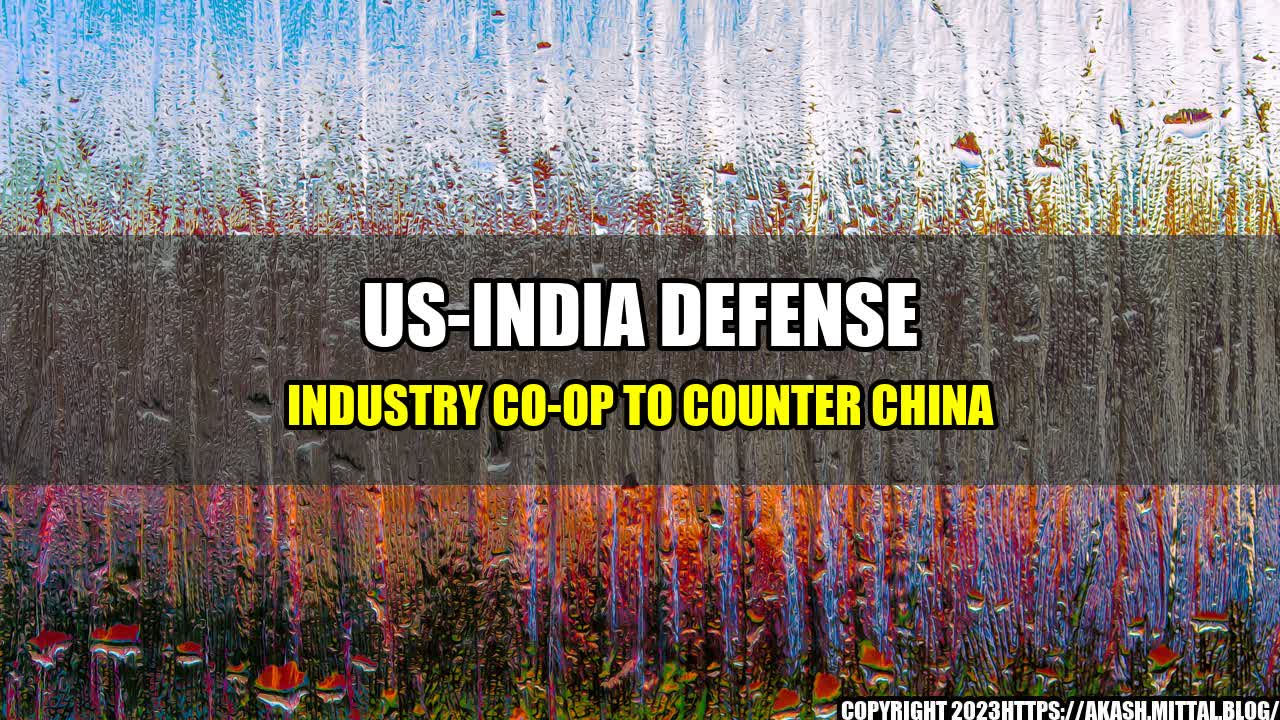 US-INDIA DEFENSE
INDUSTRY CO-OP TO COUNTER CHINA
COPYRIGHT 2023HTTPS://AKASH.MITTAL.BLOG/